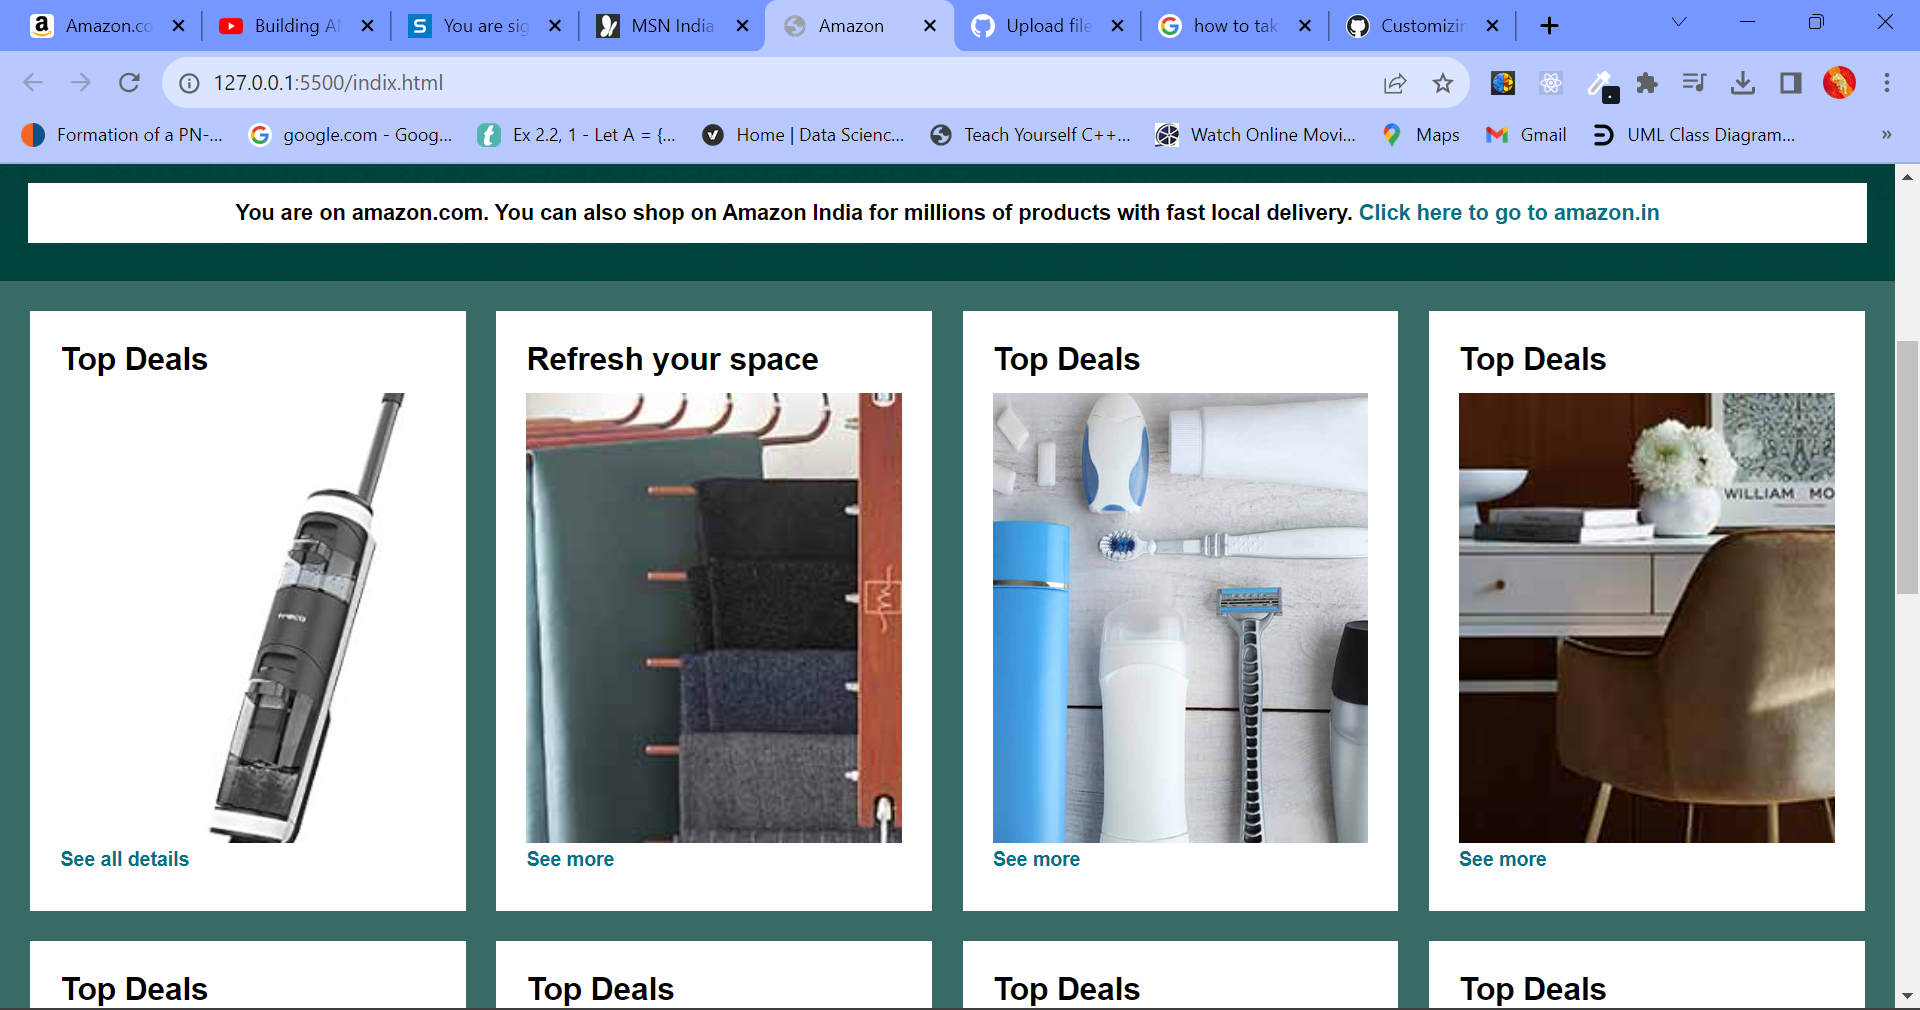 Amazon.co
Building Al
You are sig
MSN India
Amazon
Upload file
how to tak
Customizin
127.0.0.1:5500/indix.html
Formation of a PN-...
google.com - Goog...
Ex 2.2, 1 - Let A = {...
Home | Data Scienc...
Teach Yourself C++...
Watch Online Movi...
Maps
Gmail
UML Class Diagram...
»
You are on amazon.com. You can also shop on Amazon India for millions of products with fast local delivery. Click here to go to amazon.in
Top Deals
See all details
Refresh your space
See more
Top Deals
See more
Top Deals
WILLIAM MO
See more
Top Deals
Top Deals
Top Deals
Top Deals